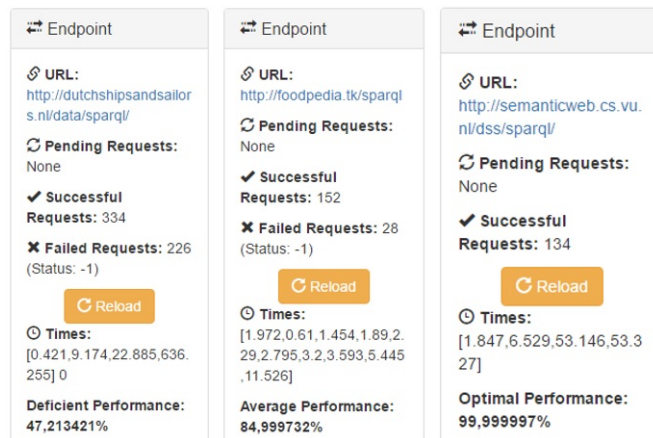 Endpoint
URL:
http://dutchshipsandsailor
s.nl/data/sparql/
Pending Requests:
None
Successful
Requests: 334
Failed Requests: 226
(Status: -1)
Reload
Times:
[0.421,9.174,22.885,636.
255] 0
Deficient Performance:
47,213421%
Endpoint
URL:
http://foodpedia.tk/sparql
Pending Requests:
None
Successful
Requests: 152
Failed Requests: 28
(Status: -1)
Reload
Times:
[1.972,0.61,1.454,1.89,2.
29,2.795,3.2,3.593,5.445
,11.526]
Average Performance:
84,999732%
Endpoint
URL:
http://semanticweb.cs.vu.
nl/dss/sparql/
Pending Requests:
None
Successful
Requests: 134
Reload
Times:
[1.847,6.529,53.146,53.3
27]
Optimal Performance:
99,999997%